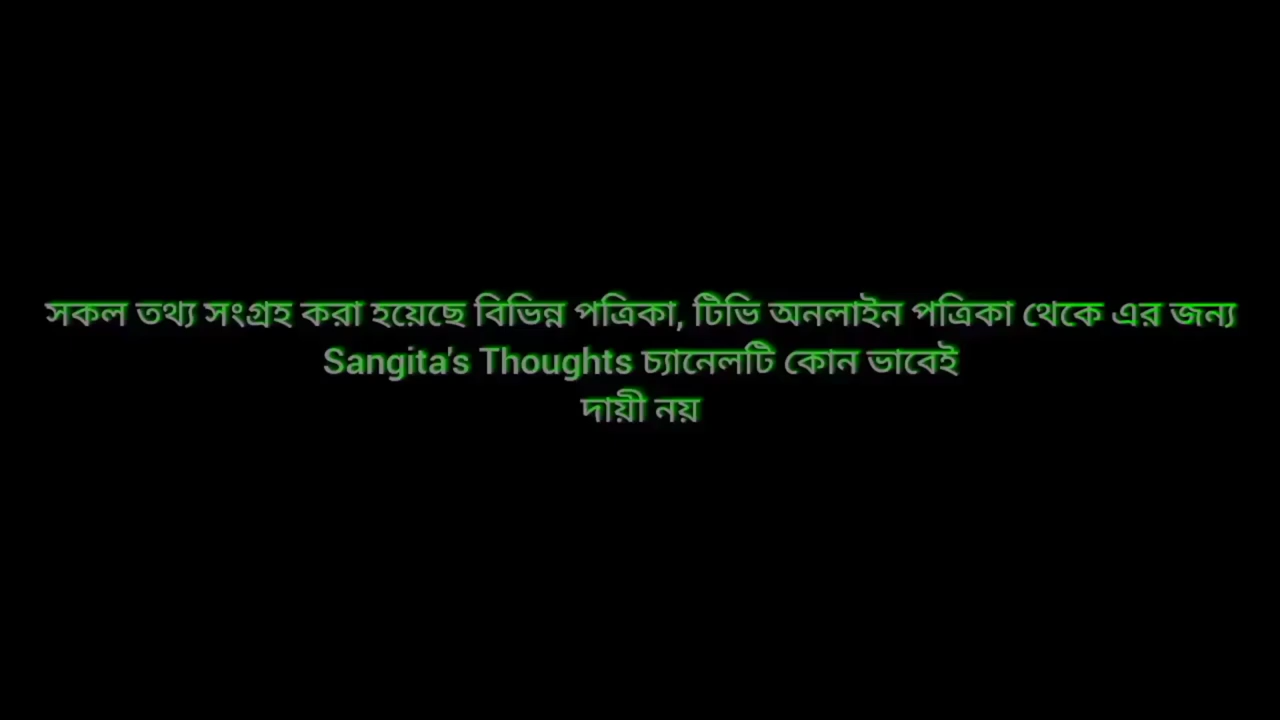 সকল তথ্য সংগ্রহ করা হয়েছে বিভিন্ন পত্রিকা, টিভি অনলাইন পত্রিকা থেকে এর জন্য
Sangita's Thoughts চ্যানেলটি কোন ভাবেই
দায়ী নয়